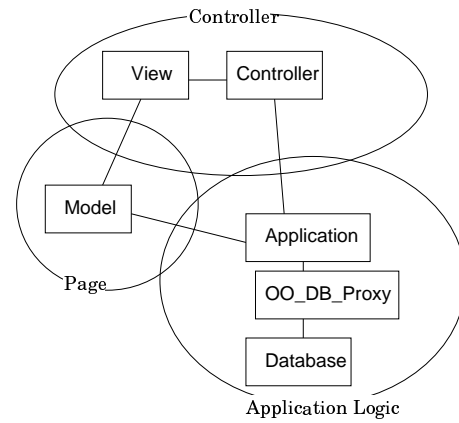 Controller
View
Controller
Model
Application
Page
OO_DB_Proxy
Database
Application Logic